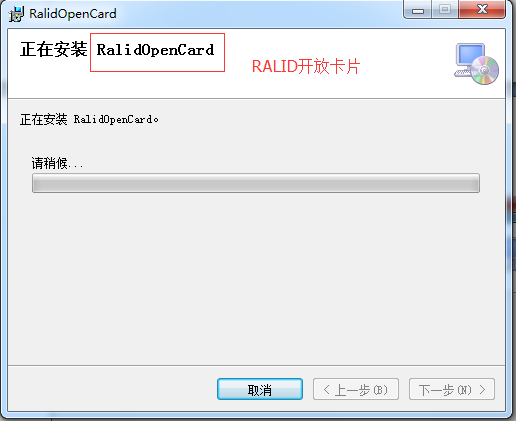 RalidOpenCard
正在安装 RalidOpenCard
RALID开放卡片
正在安装 RalidOpenCard。
请稍候...
取消
< 上一步(B)
下一步(N) >